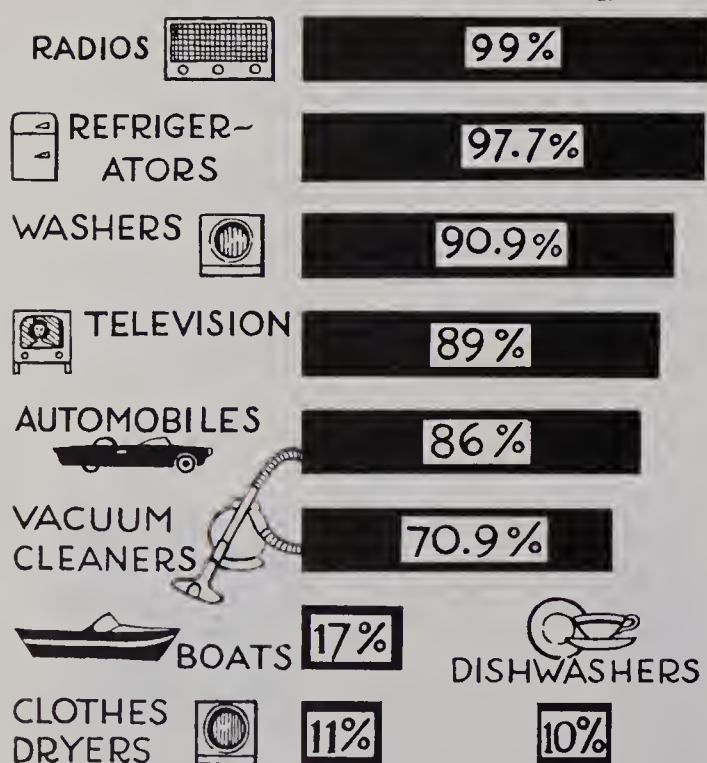 RADIOS 99%
REFRIGER~
ATORS 97.7%
WASHERS 90.9%
TELEVISION 89%
AUTOMOBILES 86%
VACUUM
CLEANERS 70.9%
BOATS 17%
DISHWASHERS
CLOTHES
DRYERS 11% 10%